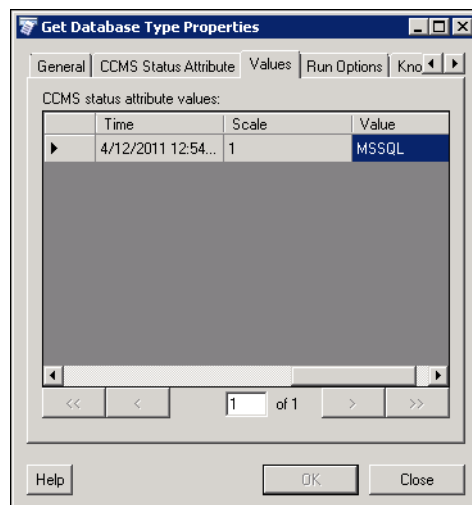 Get Database Type Properties
General CCMS Status Attribute Values Run Options
CCMS status attribute values:
Time Scale Value
4/12/2011 12:54... 1 MSSQL
<< < 1 of 1 > >>
Help OK Close